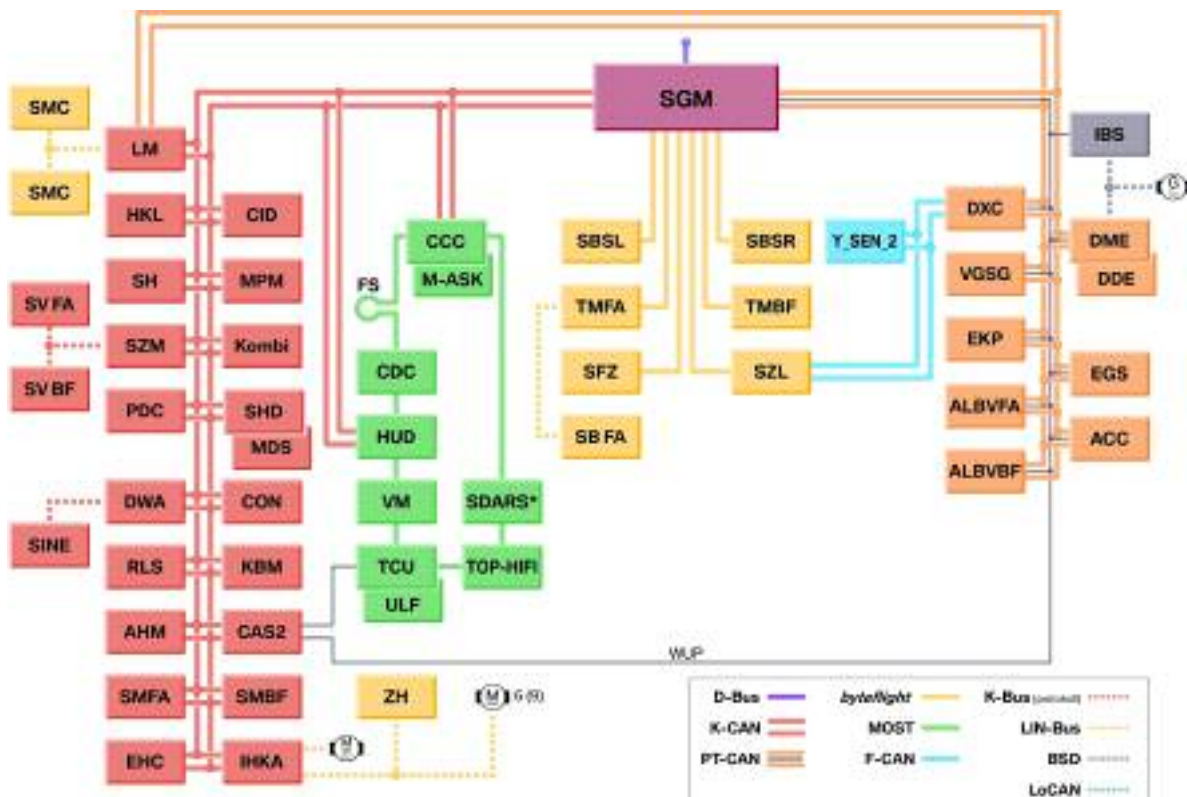 SGM
SMC
LM
IBS
SMC
G
HKL
CID
DXC
CCC
SBSL
SBSR
Y_SEN_2
DME
M-ASK
SH
MPM
VGSG
DDE
FS
SV FA
TMFA
TMBF
SZM
Kombi
EKP
CDC
SFZ
SZL
EGS
SV BF
PDC
SHD
ALBVFA
HUD
SB FA
ACC
MDS
ALBVBF
DWA
CON
VM
SDARS*
SINE
RLS
KBM
TCU
TOP-HIFI
ULF
AHM
CAS2
WUP
SMFA
SMBF
ZH
M 6 (9)
D-Bus
byteflight
K-Bus
K-CAN
MOST
LIN-Bus
M
EHC
IHKA
PT-CAN
F-CAN
BSD
LoCAN